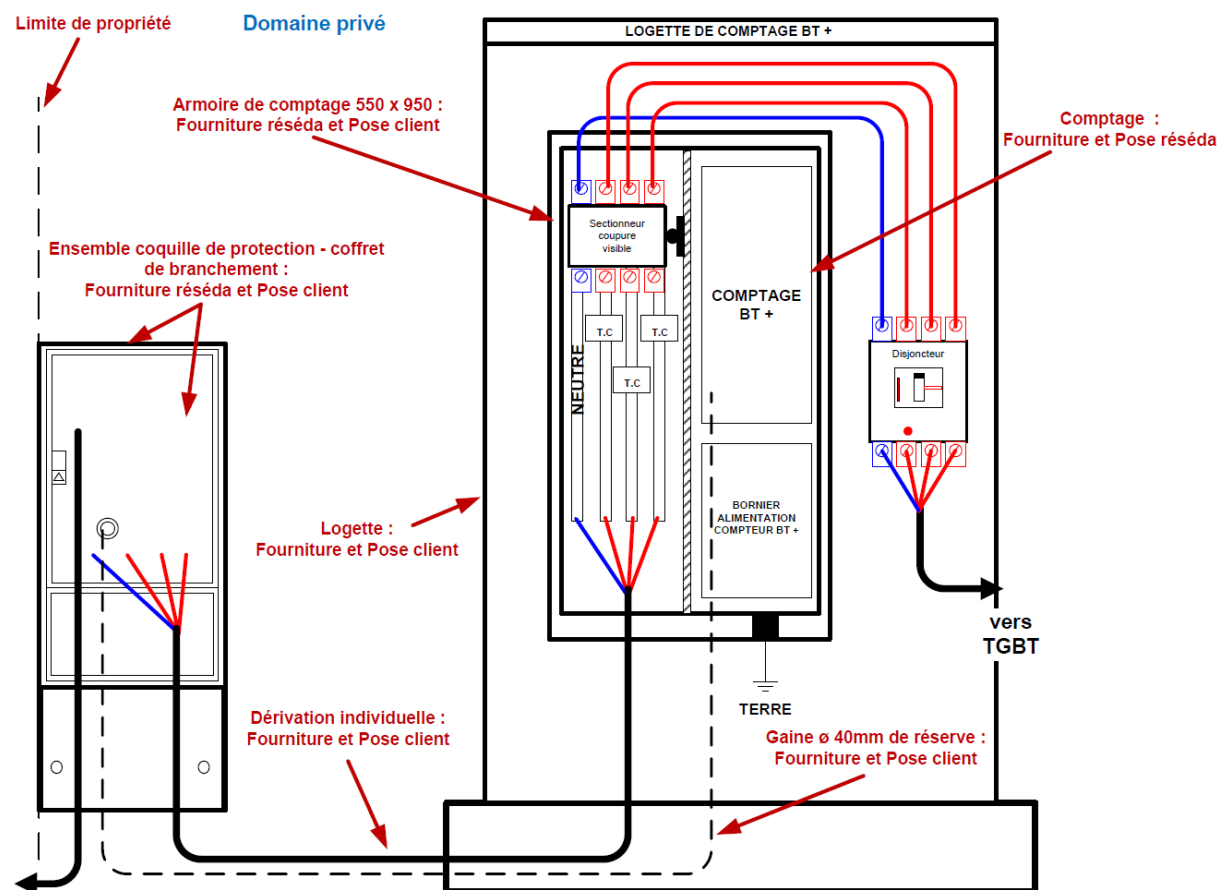 Limite de propriété
Domaine privé
LOGETTE DE COMPTAGE BT +
Armoire de comptage 550 x 950 :
Fourniture réséda et Pose client
Comptage :
Fourniture et Pose réséda
Ensemble coquille de protection - coffret
de branchement :
Fourniture réséda et Pose client
Sectionneur
coupure
visible
COMPTAGE
BT +
T.C
T.C
T.C
NEUTRE
Disjoncteur
BORNIER
ALIMENTATION
COMPTEUR BT +
Logette :
Fourniture et Pose client
vers
TGBT
TERRE
Dérivation individuelle :
Fourniture et Pose client
Gaine ø 40mm de réserve :
Fourniture et Pose client